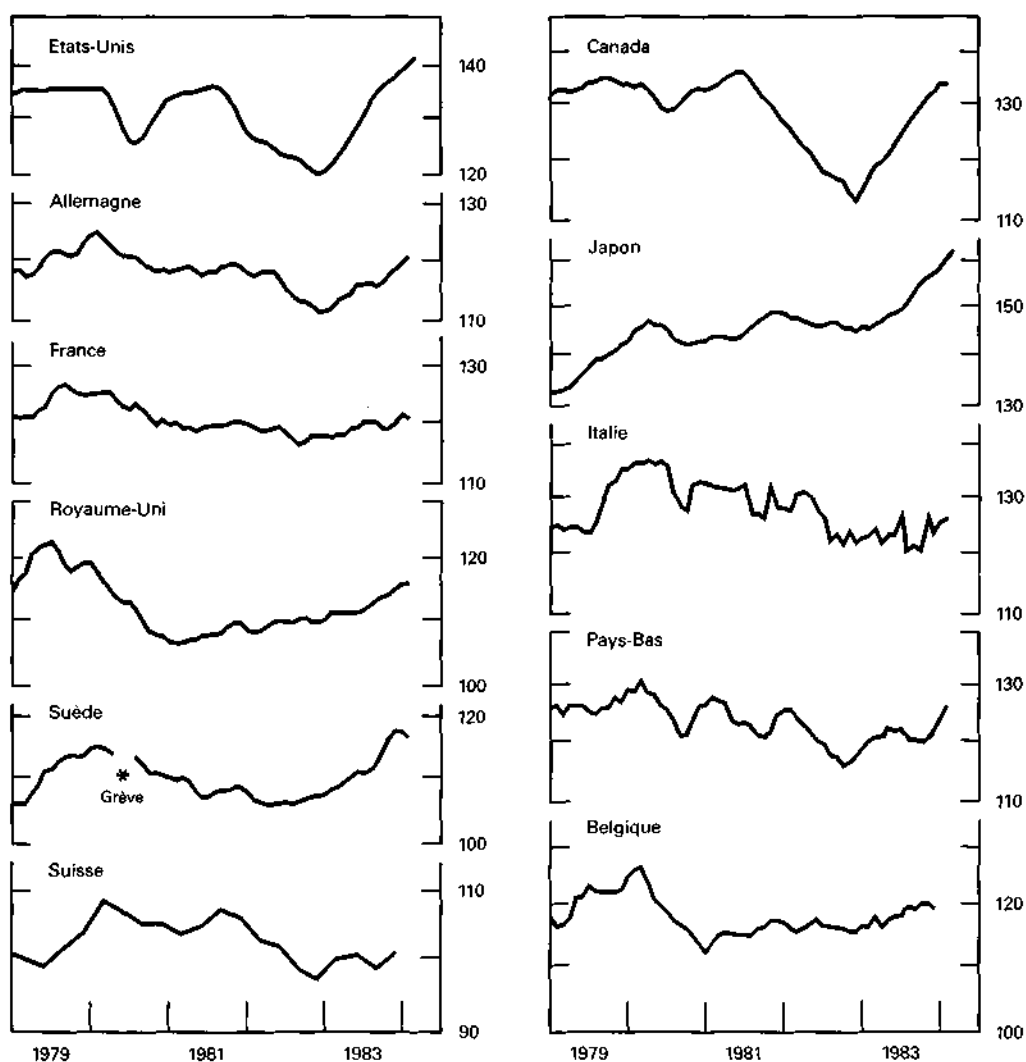 Etats-Unis
140
120
Allemagne
130
110
France
130
110
Royaume-Uni
120
100
Suède
120
*
Grève
100
Suisse
110
90
1979 1981 1983
Canada
130
110
Japon
150
130
Italie
130
110
Pays-Bas
130
110
Belgique
120
100
1979 1981 1983